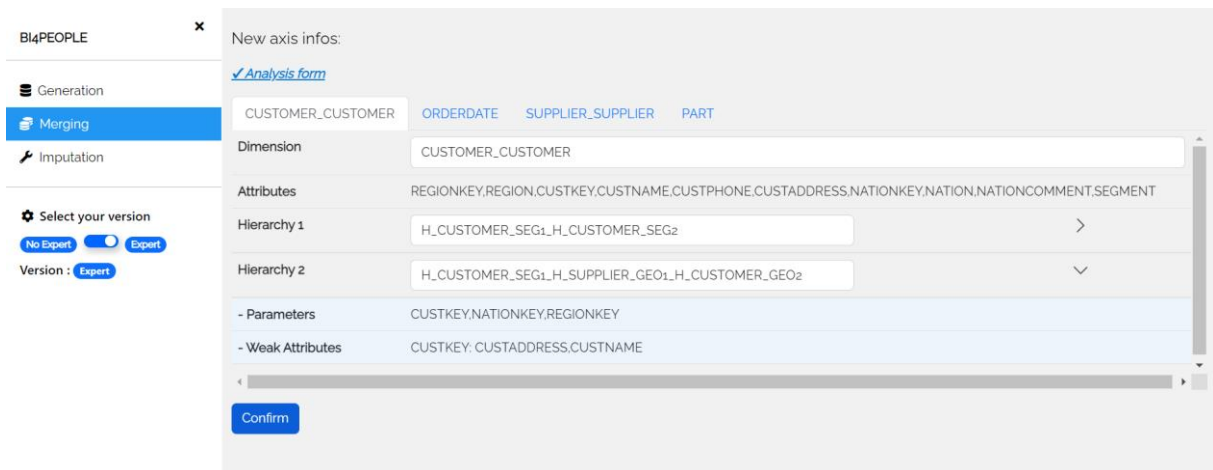 BI4PEOPLE ×
Generation
Merging
Imputation
Select your version
No Expert Expert
Version : Expert
New axis infos:
✓Analysis form
CUSTOMER_CUSTOMER ORDERDATE SUPPLIER_SUPPLIER PART
Dimension CUSTOMER_CUSTOMER
Attributes REGIONKEY,REGION,CUSTKEY,CUSTNAME,CUSTPHONE,CUSTADDRESS,NATIONKEY,NATION,NATIONCOMMENT,SEGMENT
Hierarchy 1 H_CUSTOMER_SEG1_H_CUSTOMER_SEG2
Hierarchy 2 H_CUSTOMER_SEG1_H_SUPPLIER_GEO1_H_CUSTOMER_GEO2
- Parameters CUSTKEY,NATIONKEY,REGIONKEY
- Weak Attributes CUSTKEY: CUSTADDRESS,CUSTNAME
Confirm